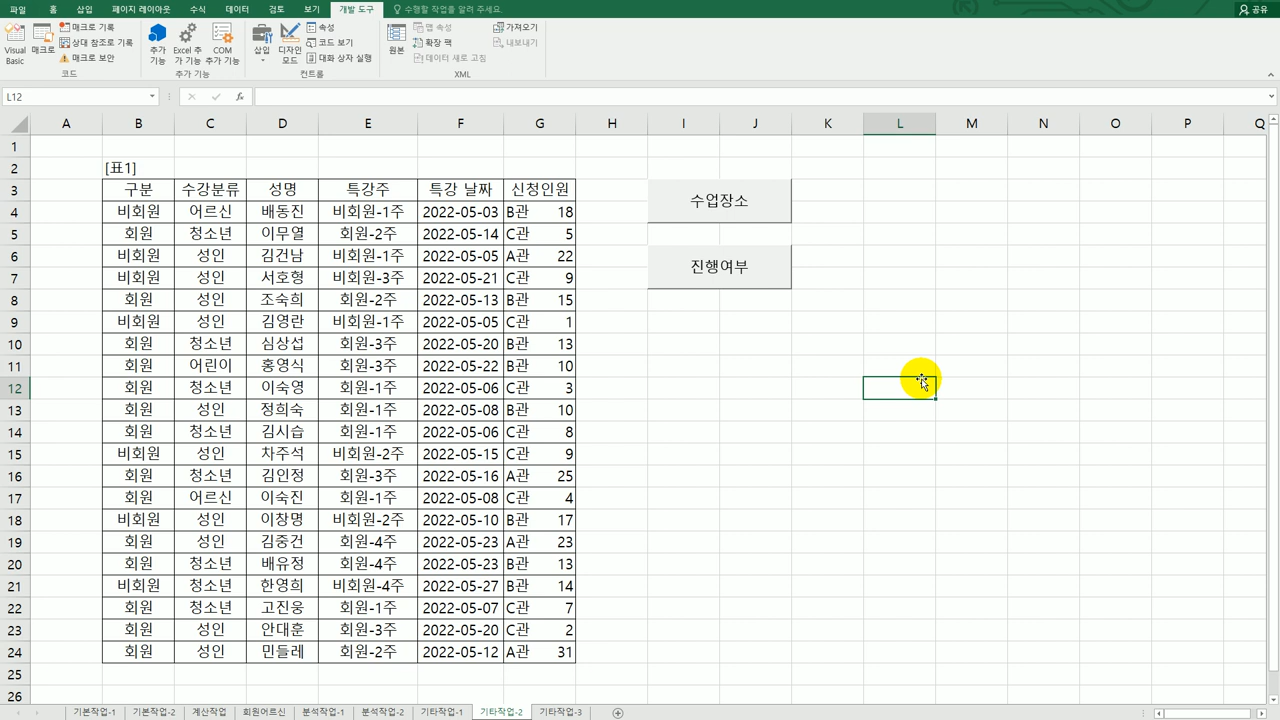 파일 홈 삽입 페이지 레이아웃 수식 데이터 검토 보기 개발 도구 수행할 작업을 알려 주세요. 공유
Visual Basic 매크로 매크로 기록 상대 참조로 기록 매크로 보안 코드
추가 기능 Excel 추가 기능 COM 추가 기능 추가 기능
삽입 디자인 모드 속성 코드 보기 대화 상자 실행 컨트롤
원본 맵 속성 확장 팩 데이터 새로 고침 가져오기 내보내기 XML
L12 fx
A B C D E F G H I J K L M N O P Q
1
2 [표1]
3 구분 수강분류 성명 특강주 특강 날짜 신청인원 수업장소
4 비회원 어르신 배동진 비회원-1주 2022-05-03 B관 18
5 회원 청소년 이무열 회원-2주 2022-05-14 C관 5
6 비회원 성인 김건남 비회원-1주 2022-05-05 A관 22 진행여부
7 비회원 성인 서호형 비회원-3주 2022-05-21 C관 9
8 회원 성인 조숙희 회원-2주 2022-05-13 B관 15
9 비회원 성인 김영란 비회원-1주 2022-05-05 C관 1
10 회원 청소년 심상섭 회원-3주 2022-05-20 B관 13
11 회원 어린이 홍영식 회원-3주 2022-05-22 B관 10
12 회원 청소년 이숙영 회원-1주 2022-05-06 C관 3
13 회원 성인 정희숙 회원-1주 2022-05-08 B관 10
14 회원 청소년 김시습 회원-1주 2022-05-06 C관 8
15 비회원 성인 차주석 비회원-2주 2022-05-15 C관 9
16 회원 청소년 김인정 회원-3주 2022-05-16 A관 25
17 회원 어르신 이숙진 회원-1주 2022-05-08 C관 4
18 비회원 성인 이창명 비회원-2주 2022-05-10 B관 17
19 회원 성인 김중건 회원-4주 2022-05-23 A관 23
20 회원 청소년 배유정 회원-4주 2022-05-23 B관 13
21 비회원 청소년 한영희 비회원-4주 2022-05-27 B관 14
22 회원 청소년 고진웅 회원-1주 2022-05-07 C관 7
23 회원 성인 안대훈 회원-3주 2022-05-20 C관 2
24 회원 성인 민들레 회원-2주 2022-05-12 A관 31
25
26
기본작업-1 기본작업-2 계산작업 회원어르신 분석작업-1 분석작업-2 기타작업-1 기타작업-2 기타작업-3